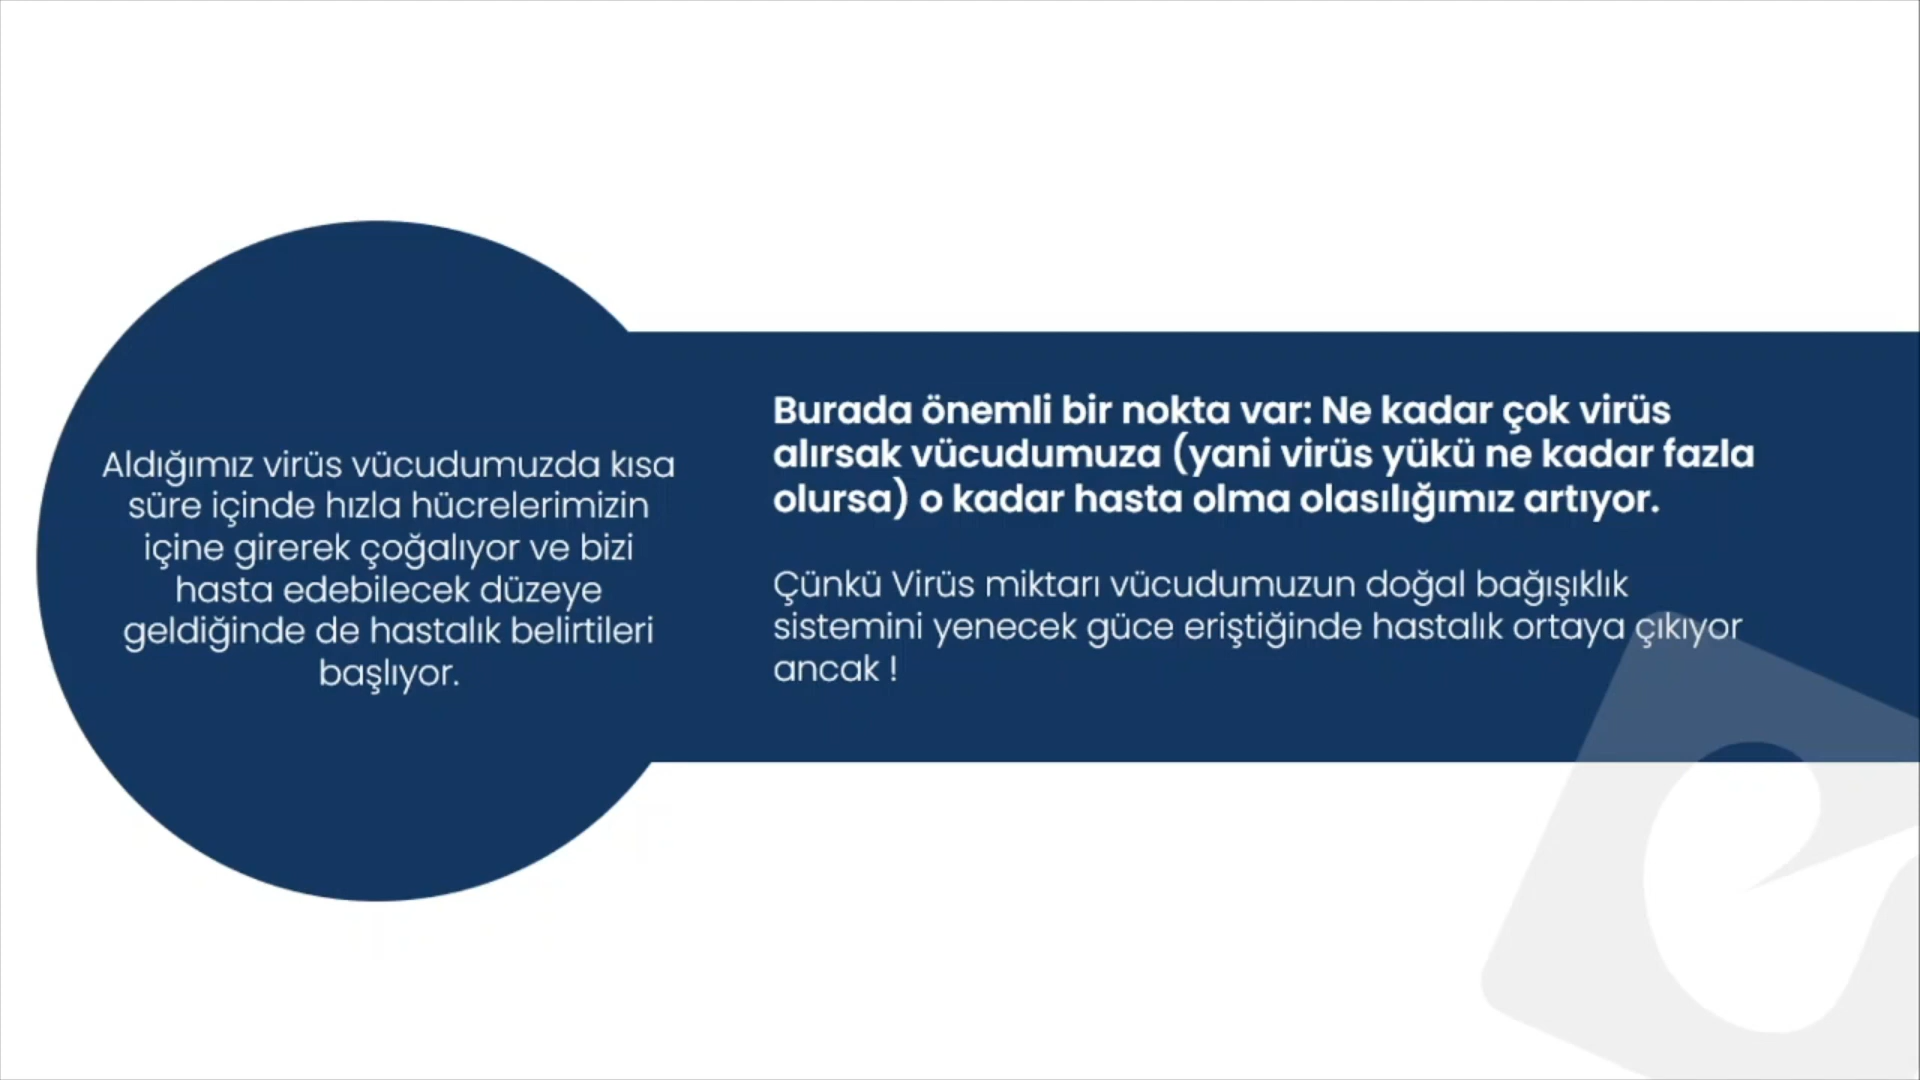 Aldığımız virüs vücudumuzda kısa
süre içinde hızla hücrelerimizin
içine girerek çoğalıyor ve bizi
hasta edebilecek düzeye
geldiğinde de hastalık belirtileri
başlıyor.
Burada önemli bir nokta var: Ne kadar çok virüs
alırsak vücudumuza (yani virüs yükü ne kadar fazla
olursa) o kadar hasta olma olasılığımız artıyor.
Çünkü Virüs miktarı vücudumuzun doğal bağışıklık
sistemini yenecek güce eriştiğinde hastalık ortaya çıkıyor
ancak !